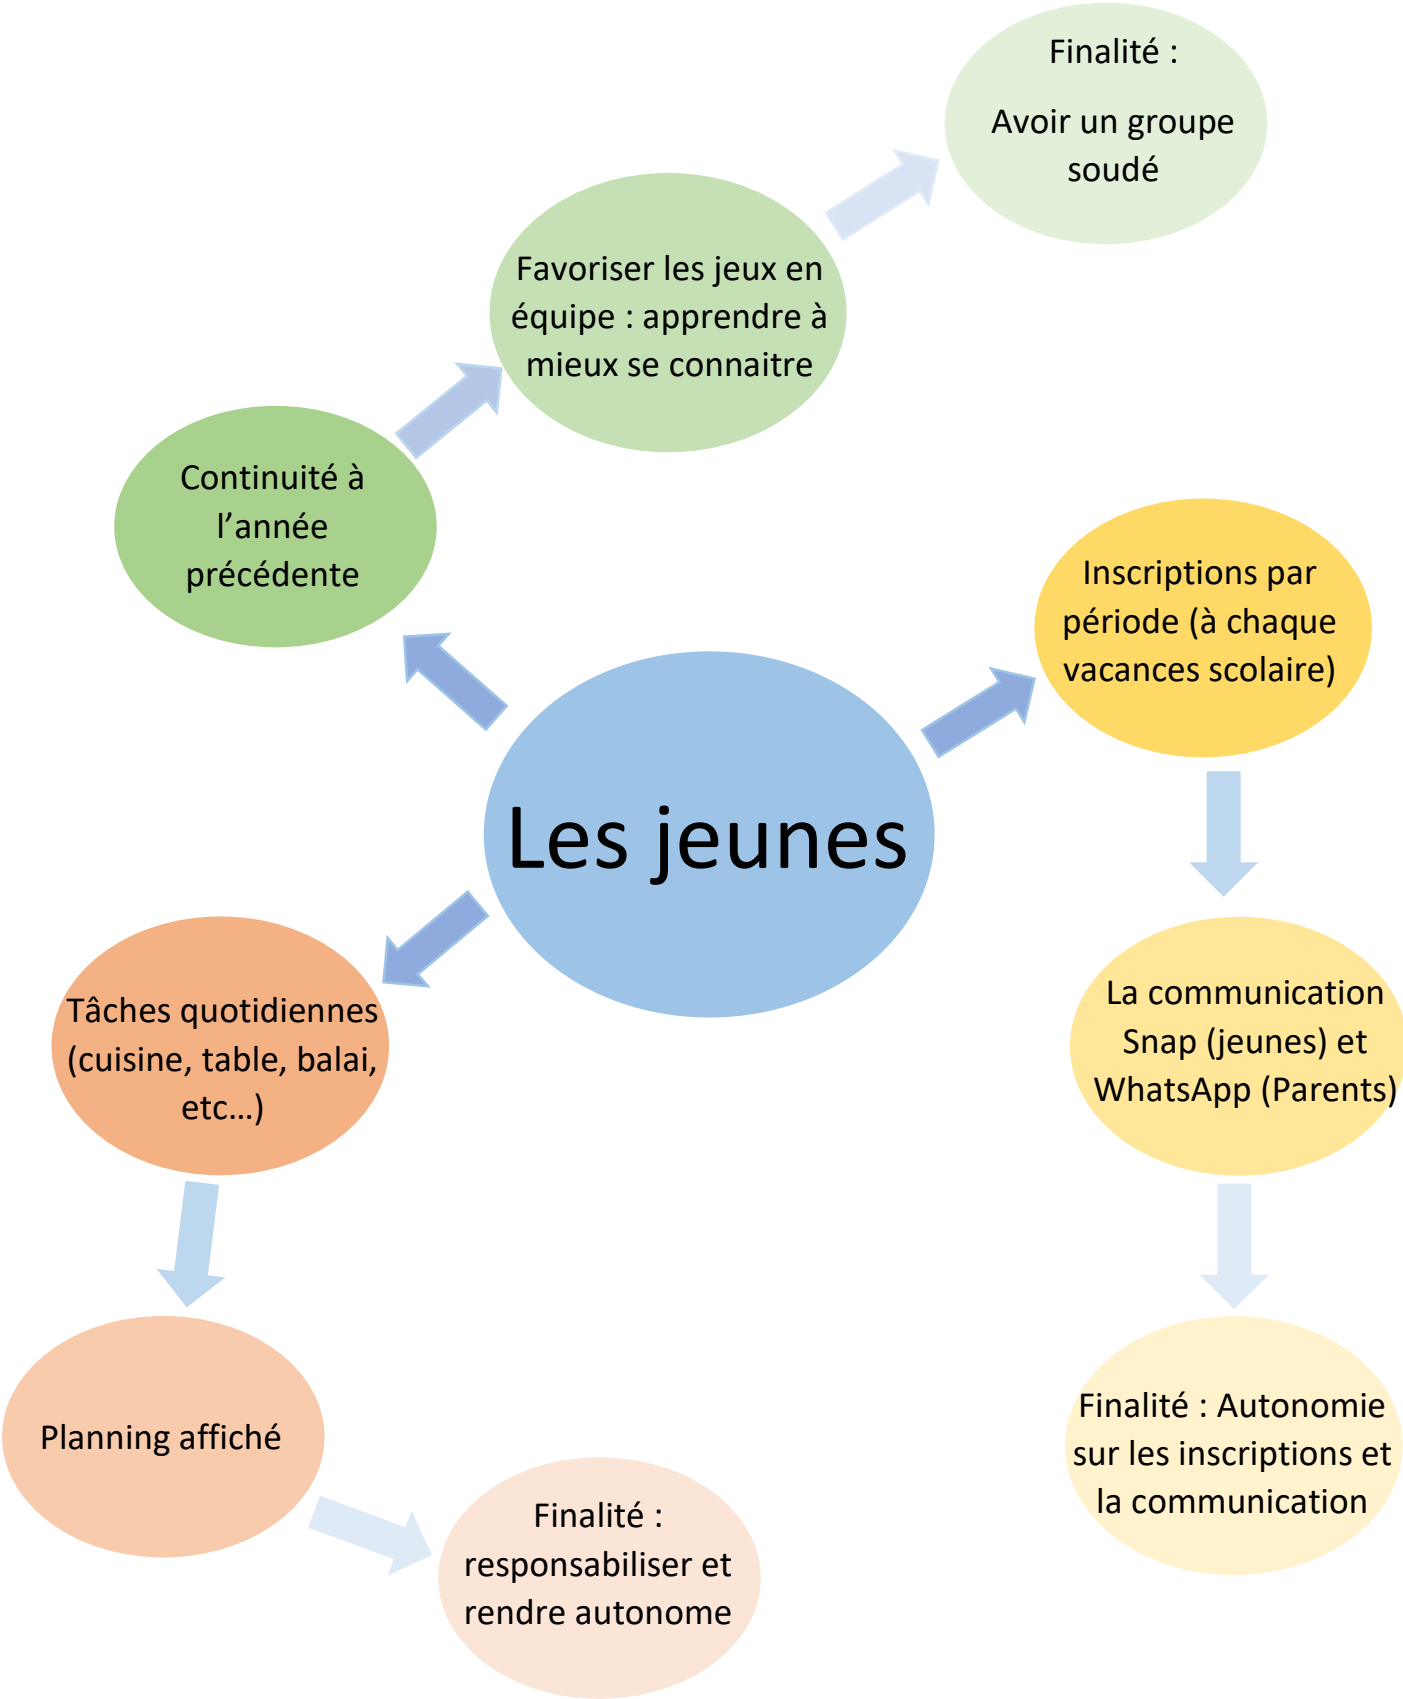 Finalité :
Avoir un groupe
soudé
Favoriser les jeux en
équipe : apprendre à
mieux se connaitre
Continuité à
l’année
précédente
Inscriptions par
période (à chaque
vacances scolaire)
Les jeunes
Tâches quotidiennes
(cuisine, table, balai,
etc…)
La communication
Snap (jeunes) et
WhatsApp (Parents)
Planning affiché
Finalité : Autonomie
sur les inscriptions et
la communication
Finalité :
responsabiliser et
rendre autonome